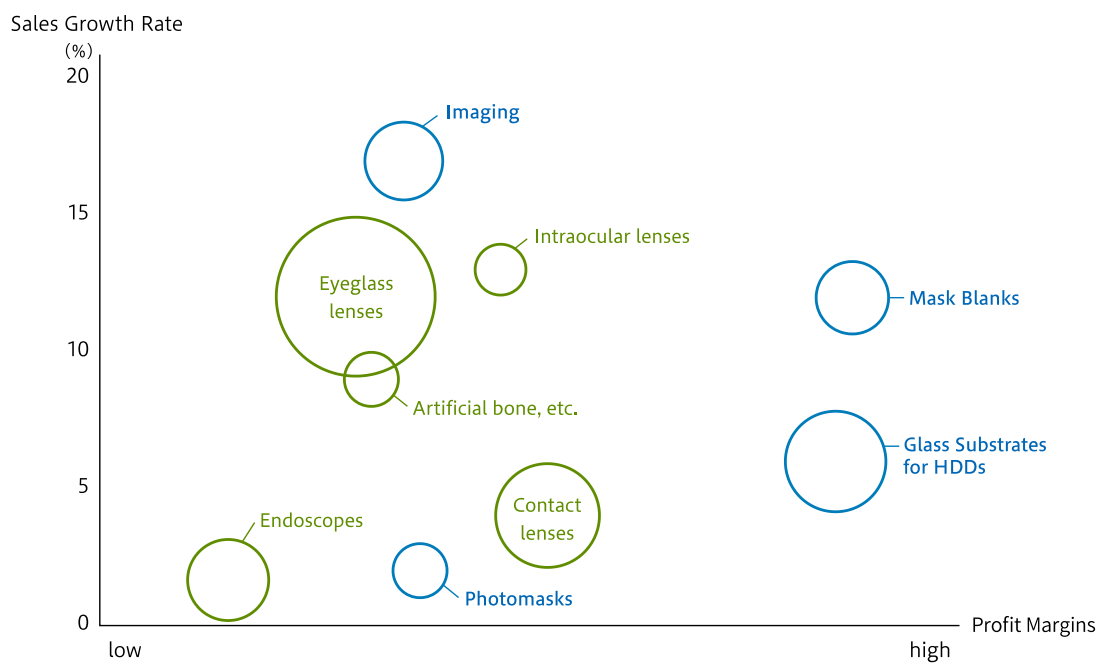 Sales Growth Rate
(%)
20
Imaging
15
Intraocular lenses
Eyeglass
lenses
Mask Blanks
10
Artificial bone, etc.
Glass Substrates
for HDDs
5
Contact
lenses
Endoscopes
Photomasks
0
Profit Margins
low
high